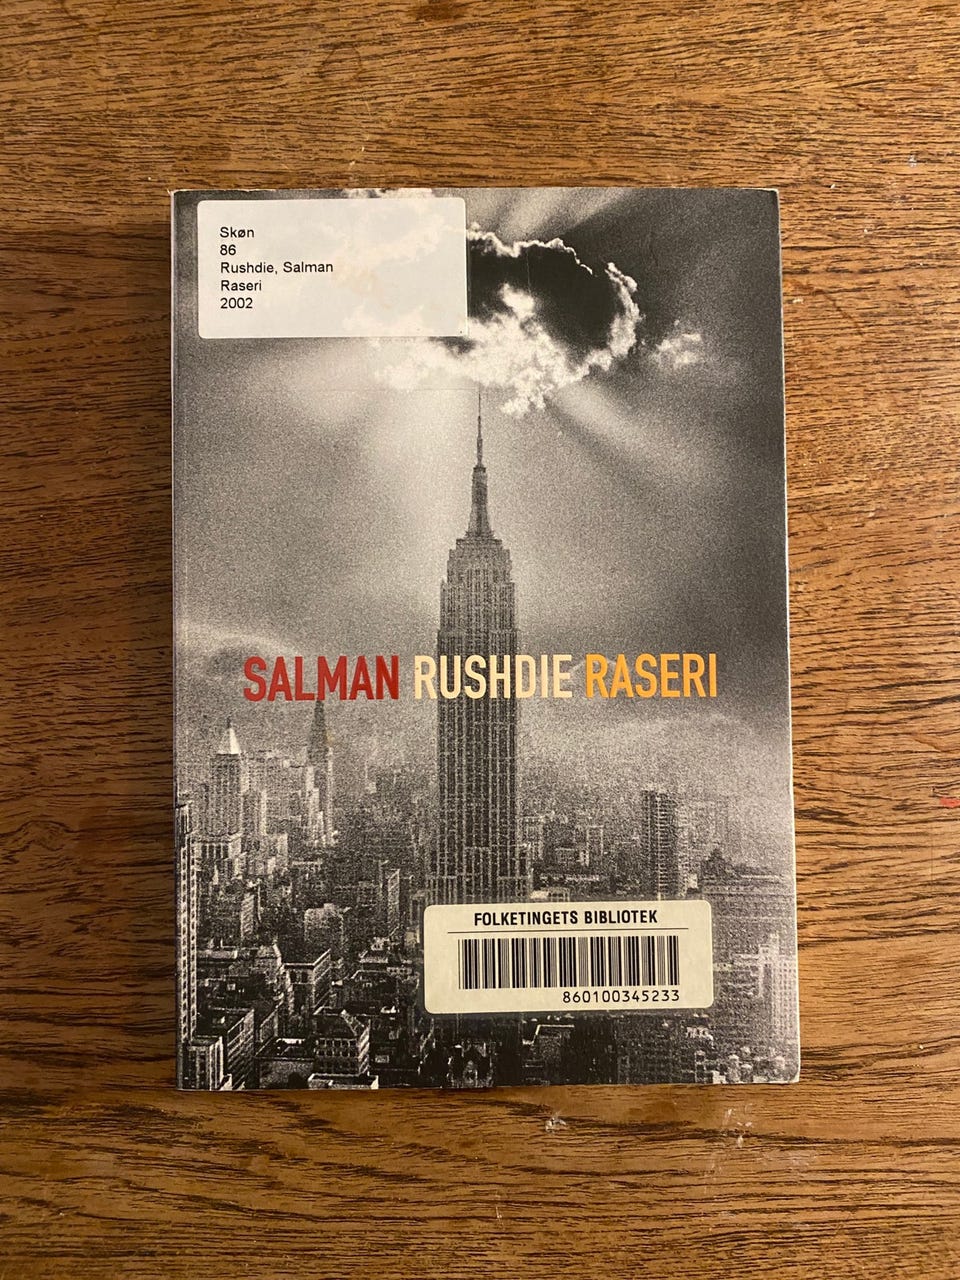 Skøn
86
Rushdie, Salman
Raseri
2002
SALMAN RUSHDIE RASERI
FOLKETINGETS BIBLIOTEK
860100345233